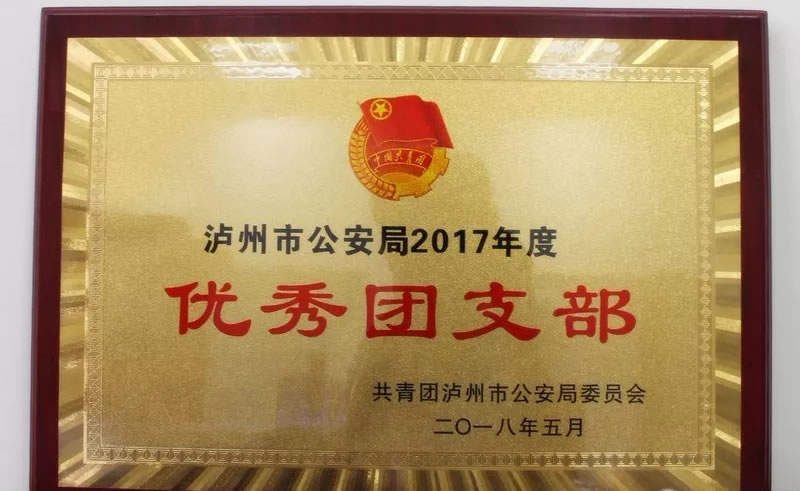 中国共青团
泸州市公安局2017年度
优秀团支部
共青团泸州市公安局委员会
二〇一八年五月